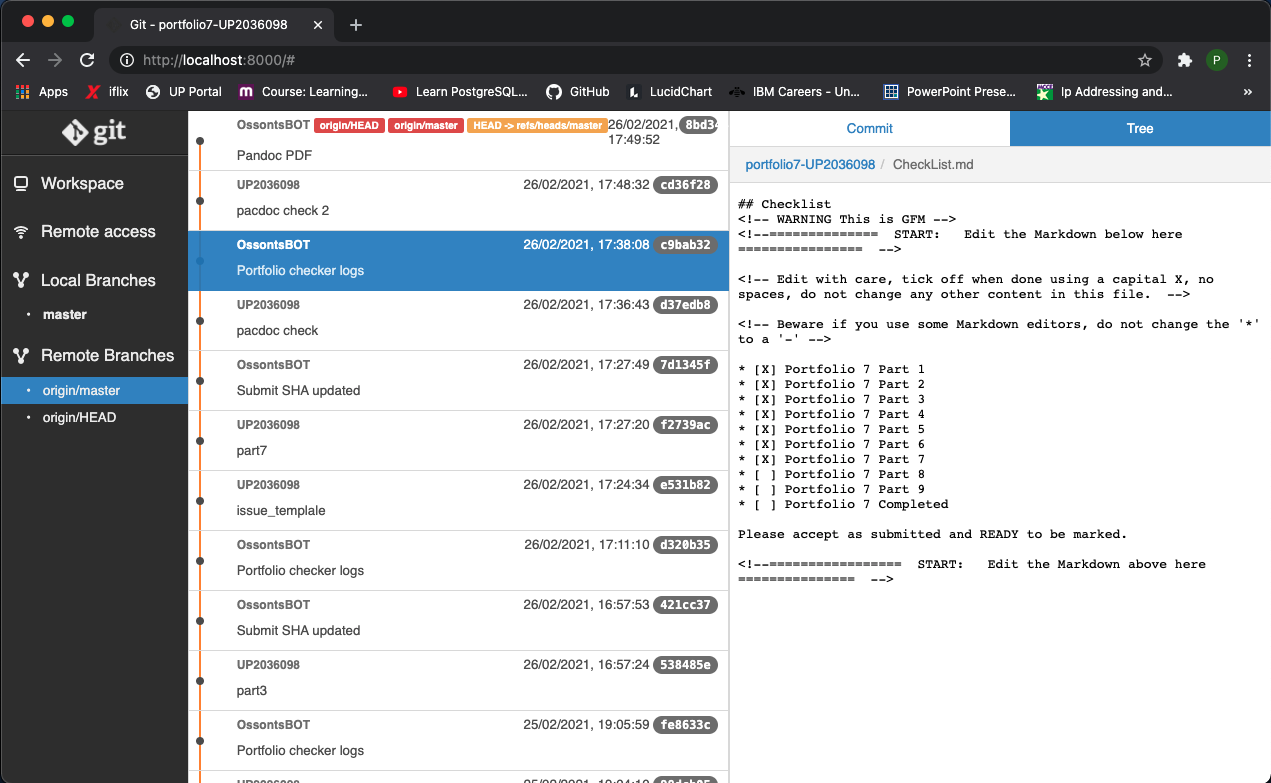 Git - portfolio7-UP2036098
http://localhost:8000/#
P
Apps
iflix
UP Portal
Course: Learning...
Learn PostgreSQL...
GitHub
LucidChart
IBM Careers - Un...
PowerPoint Prese...
Ip Addressing and...
»
git
Workspace
Remote access
Local Branches
master
Remote Branches
origin/master
origin/HEAD
OssontsBOT origin/HEAD origin/master HEAD -> refs/heads/master 26/02/2021, 17:49:52
Pandoc PDF
UP2036098 26/02/2021, 17:48:32 cd36f28
pacdoc check 2
OssontsBOT 26/02/2021, 17:38:08 c9bab32
Portfolio checker logs
UP2036098 26/02/2021, 17:36:43 d37edb8
pacdoc check
OssontsBOT 26/02/2021, 17:27:49 7d1345f
Submit SHA updated
UP2036098 26/02/2021, 17:27:20 f2739ac
part7
UP2036098 26/02/2021, 17:24:34 e531b82
issue_templale
OssontsBOT 26/02/2021, 17:11:10 d320b35
Portfolio checker logs
OssontsBOT 26/02/2021, 16:57:53 421cc37
Submit SHA updated
UP2036098 26/02/2021, 16:57:24 538485e
part3
OssontsBOT 25/02/2021, 19:05:59 fe8633c
Portfolio checker logs
Commit
Tree
portfolio7-UP2036098 / CheckList.md
## Checklist
<!-- WARNING This is GFM -->
<!--==============  START:   Edit the Markdown below here
================  -->
<!-- Edit with care, tick off when done using a capital X, no
spaces, do not change any other content in this file.  -->
<!-- Beware if you use some Markdown editors, do not change the '*'
to a '-' -->
* [X] Portfolio 7 Part 1
* [X] Portfolio 7 Part 2
* [X] Portfolio 7 Part 3
* [X] Portfolio 7 Part 4
* [X] Portfolio 7 Part 5
* [X] Portfolio 7 Part 6
* [X] Portfolio 7 Part 7
* [ ] Portfolio 7 Part 8
* [ ] Portfolio 7 Part 9
* [ ] Portfolio 7 Completed
Please accept as submitted and READY to be marked.
<!--=================  START:   Edit the Markdown above here
===============  -->